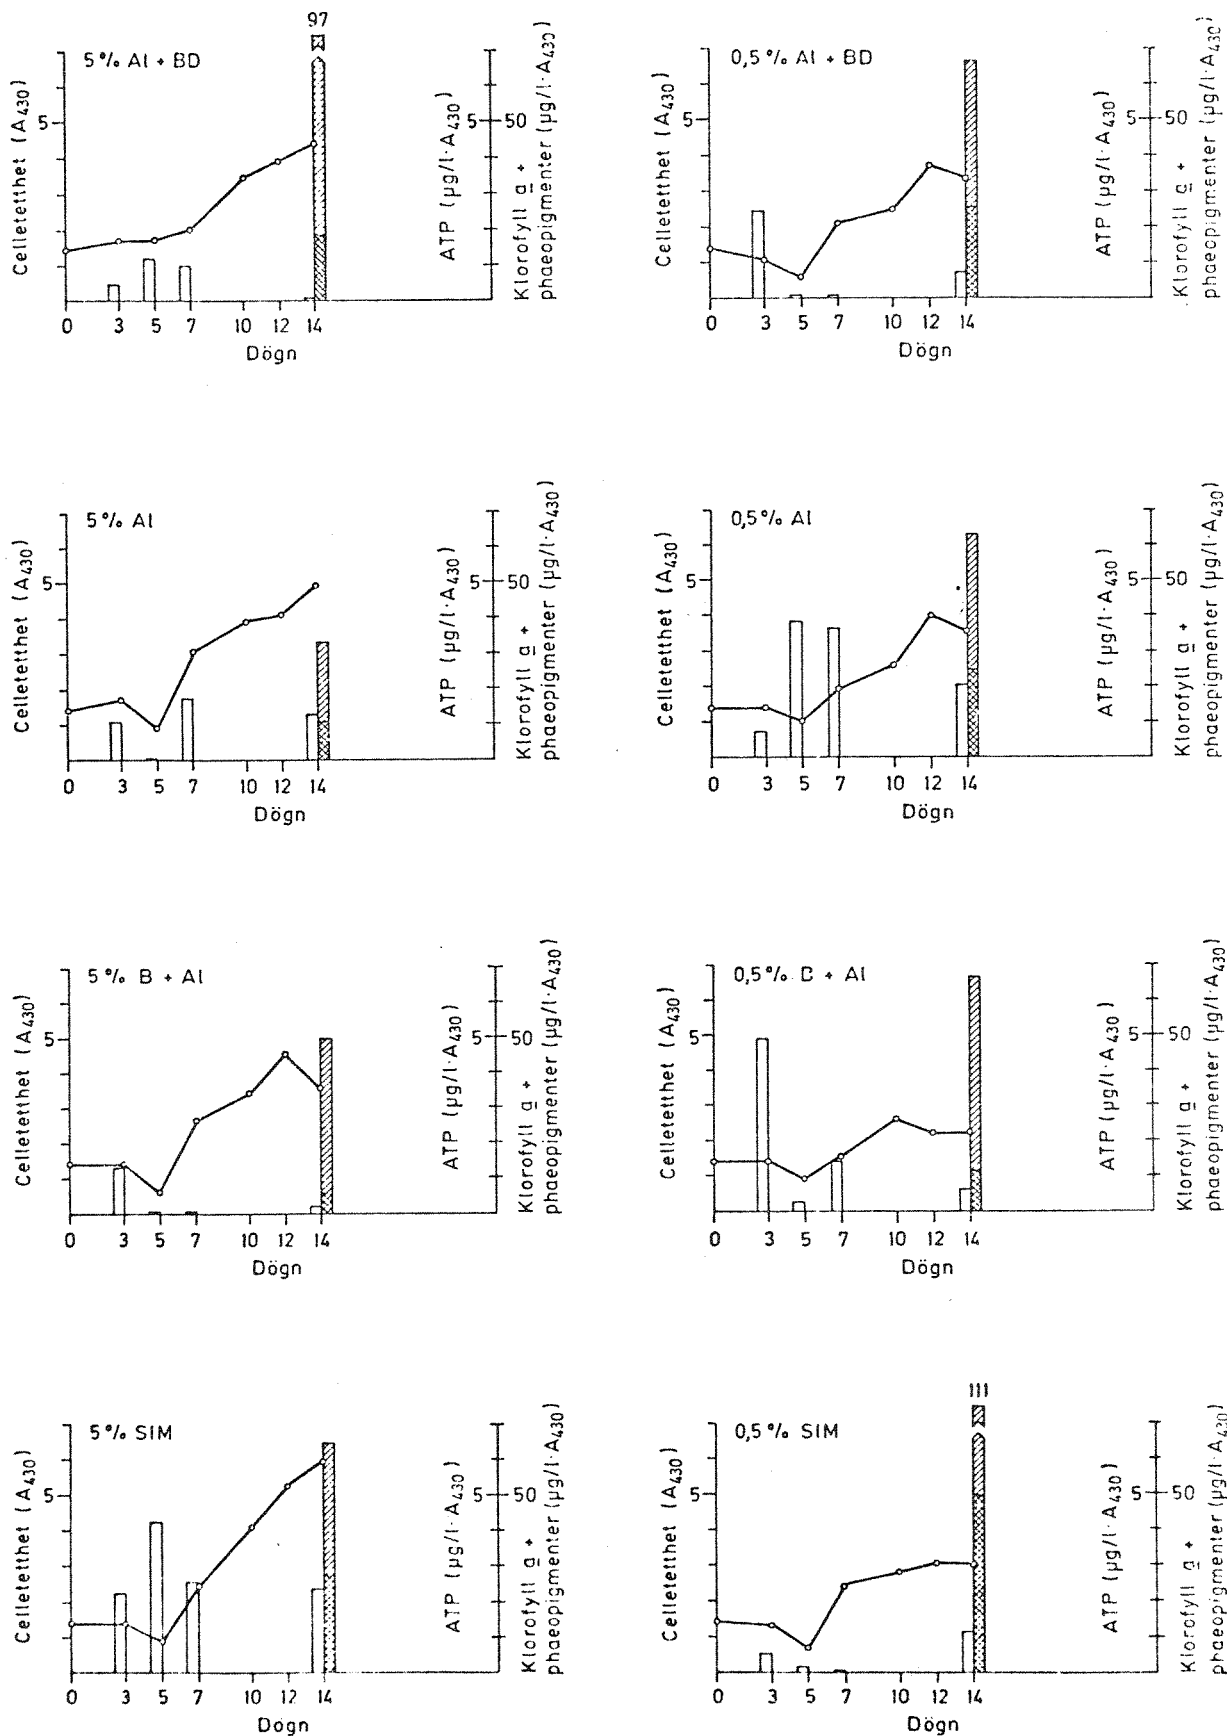 97
5% Al + BD
Celletetthet (A430)
5
0 3 5 7 10 12 14
Dögn
ATP (µg/l·A430)
5 50
Klorofyll a +
phaeopigmenter (µg/l·A430)
0,5% Al + BD
Celletetthet (A430)
5
0 3 5 7 10 12 14
Dögn
ATP (µg/l·A430)
5 50
Klorofyll a +
phaeopigmenter (µg/l·A430)
5% Al
Celletetthet (A430)
5
0 3 5 7 10 12 14
Dögn
ATP (µg/l·A430)
5 50
Klorofyll a +
phaeopigmenter (µg/l·A430)
0,5% Al
Celletetthet (A430)
5
0 3 5 7 10 12 14
Dögn
ATP (µg/l·A430)
5 50
Klorofyll a +
phaeopigmenter (µg/l·A430)
5% B + Al
Celletetthet (A430)
5
0 3 5 7 10 12 14
Dögn
ATP (µg/l·A430)
5 50
Klorofyll a +
phaeopigmenter (µg/l·A430)
0,5% B + Al
Celletetthet (A430)
5
0 3 5 7 10 12 14
Dögn
ATP (µg/l·A430)
5 50
Klorofyll a +
phaeopigmenter (µg/l·A430)
5% SIM
Celletetthet (A430)
5
0 3 5 7 10 12 14
Dögn
ATP (µg/l·A430)
5 50
Klorofyll a +
phaeopigmenter (µg/l·A430)
111
0,5% SIM
Celletetthet (A430)
5
0 3 5 7 10 12 14
Dögn
ATP (µg/l·A430)
5 50
Klorofyll a +
phaeopigmenter (µg/l·A430)